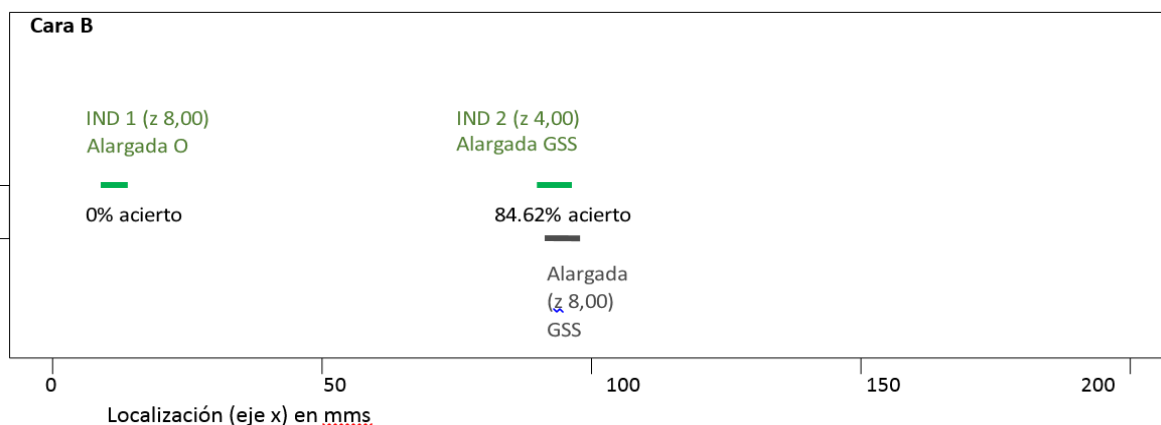 Cara B
IND 1 (z 8,00)
Alargada O
IND 2 (z 4,00)
Alargada GSS
0% acierto
84.62% acierto
Alargada
(z 8,00)
GSS
0 50 100 150 200
Localización (eje x) en mms